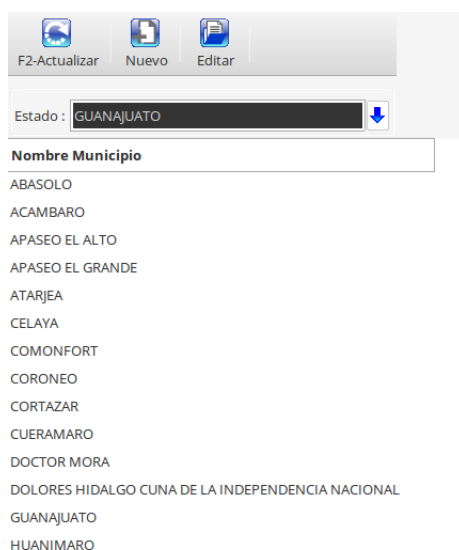 F2-Actualizar Nuevo Editar
Estado : GUANAJUATO
Nombre Municipio
ABASOLO
ACAMBARO
APASEO EL ALTO
APASEO EL GRANDE
ATARJEA
CELAYA
COMONFORT
CORONEO
CORTAZAR
CUERAMARO
DOCTOR MORA
DOLORES HIDALGO CUNA DE LA INDEPENDENCIA NACIONAL
GUANAJUATO
HUANIMARO